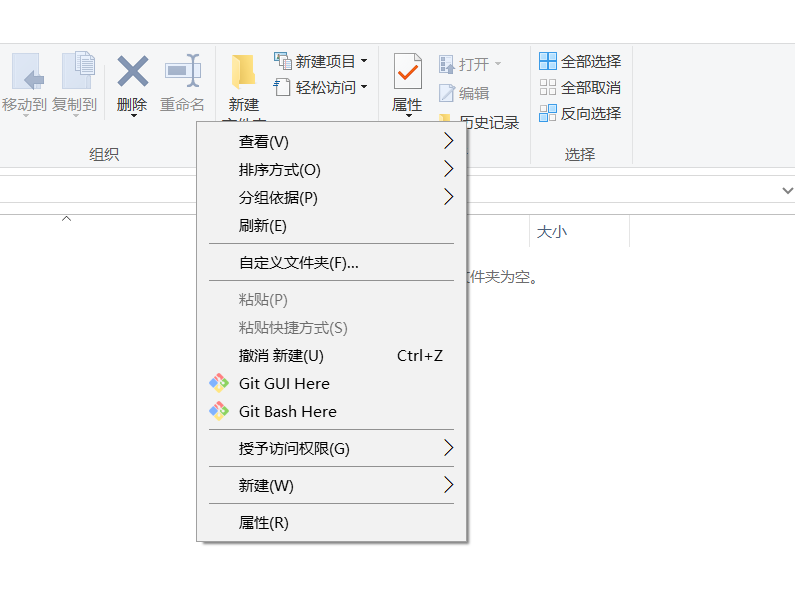 新建项目
打开
全部选择
轻松访问
编辑
全部取消
移动到
复制到
删除
重命名
新建
属性
历史记录
反向选择
组织
选择
查看(V)
排序方式(O)
分组依据(P)
刷新(E)
大小
自定义文件夹(F)...
件夹为空。
粘贴(P)
粘贴快捷方式(S)
撤消 新建(U) Ctrl+Z
Git GUI Here
Git Bash Here
授予访问权限(G)
新建(W)
属性(R)